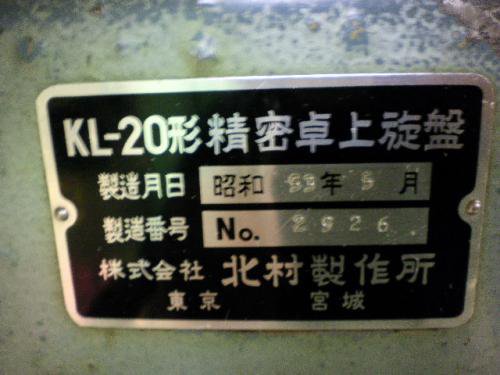 KL-20形精密卓上旋盤
製造月日 昭和 53年5月
製造番号 No. 2926
株式会社 北村製作所
東京 宮城